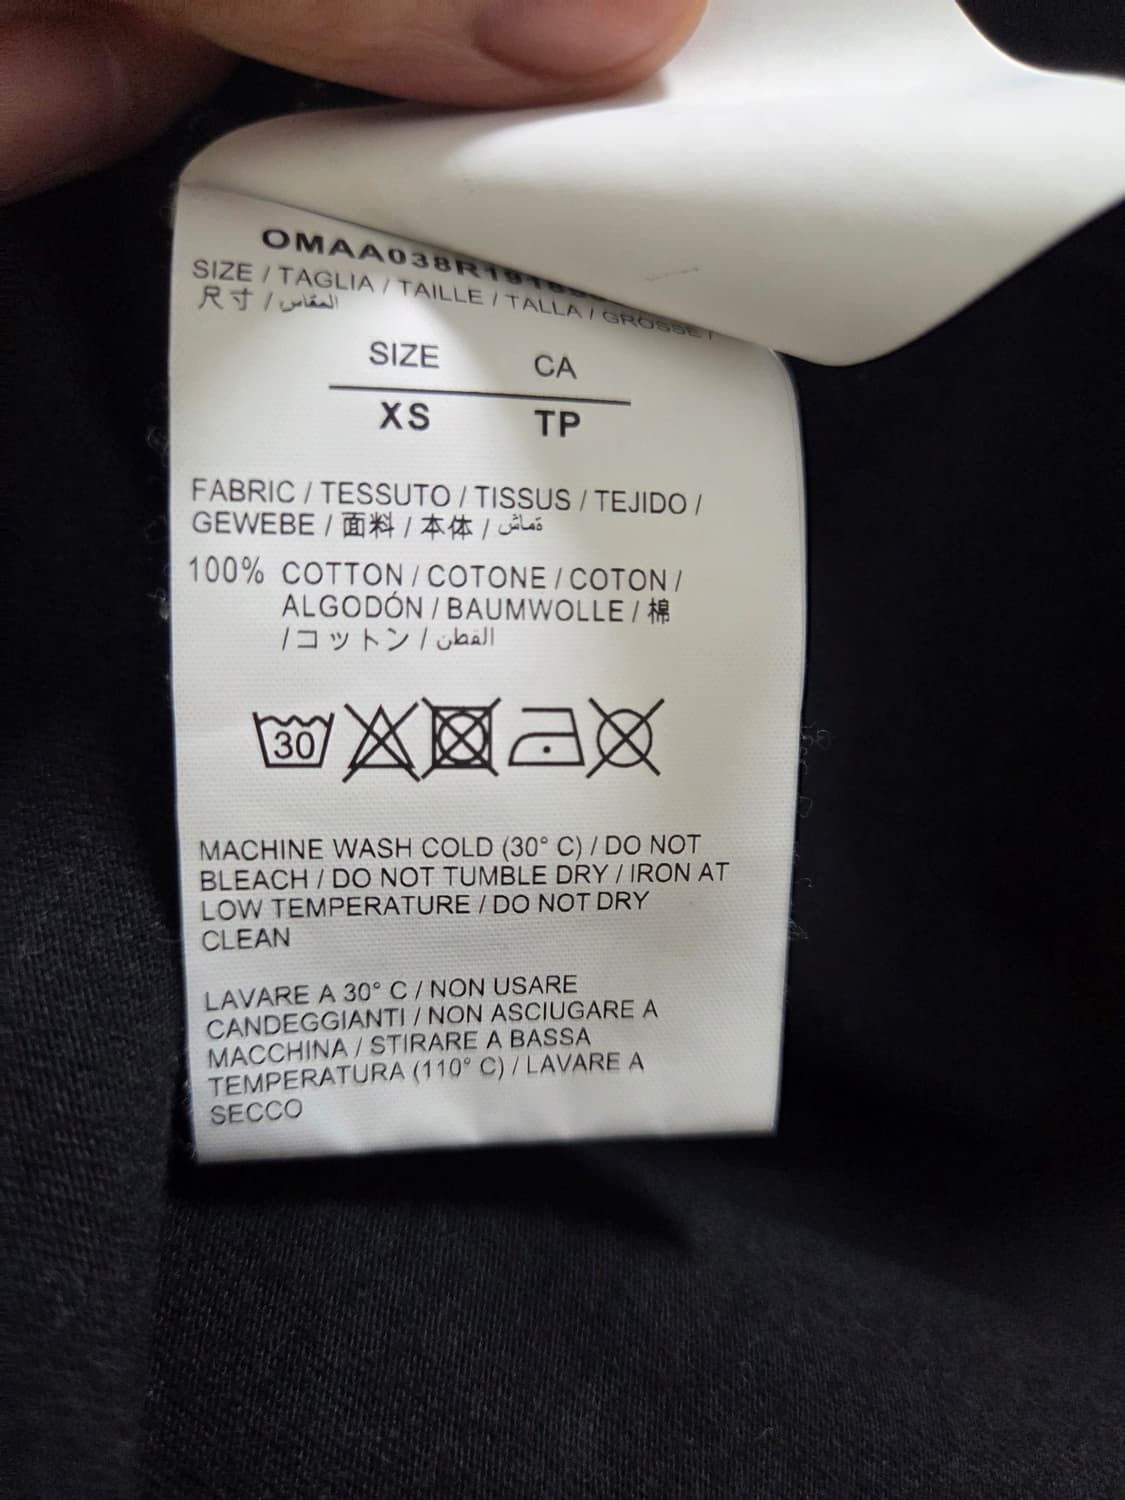 OMAA038R191
SIZE / TAGLIA / TAILLE / TALLA / GRÖSSE /
尺寸 / المقاس
SIZE CA
XS TP
FABRIC / TESSUTO / TISSUS / TEJIDO /
GEWEBE / 面料 / 本体 / قماش
100% COTTON / COTONE / COTON /
ALGODÓN / BAUMWOLLE / 棉
/ コットン / القطن
30
MACHINE WASH COLD (30° C) / DO NOT
BLEACH / DO NOT TUMBLE DRY / IRON AT
LOW TEMPERATURE / DO NOT DRY
CLEAN
LAVARE A 30° C / NON USARE
CANDEGGIANTI / NON ASCIUGARE A
MACCHINA / STIRARE A BASSA
TEMPERATURA (110° C) / LAVARE A
SECCO